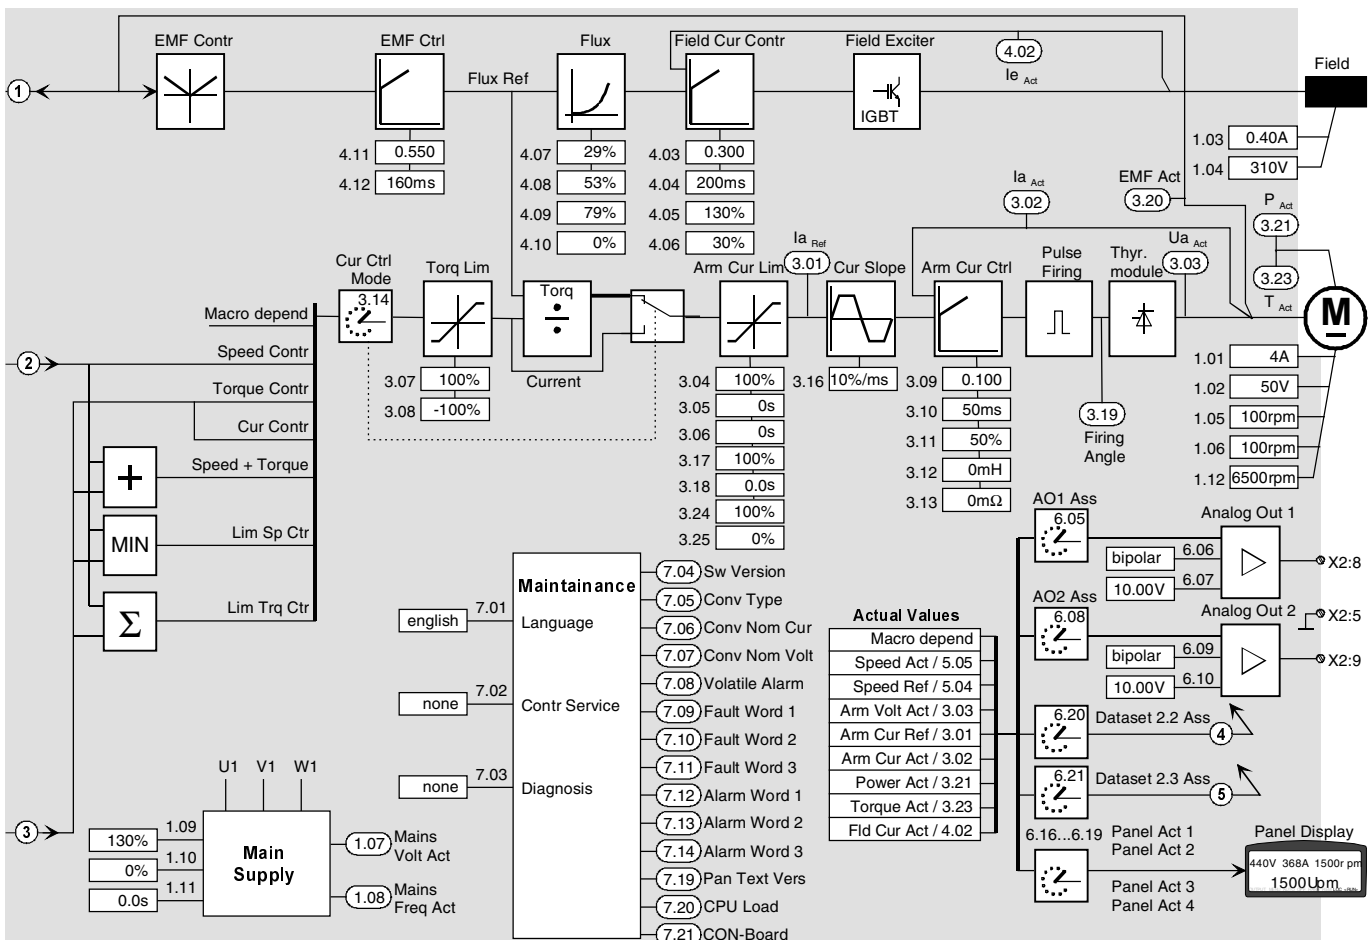 EMF Contr
EMF Ctrl
Flux
Field Cur Contr
Field Exciter
4.02
Ie Act
Field
1
Flux Ref
IGBT
4.11 0.550
4.12 160ms
4.07 29%
4.08 53%
4.09 79%
4.10 0%
4.03 0.300
4.04 200ms
4.05 130%
4.06 30%
1.03 0.40A
1.04 310V
Ia Act
3.02
EMF Act
3.20
P Act
3.21
3.23
T Act
Cur Ctrl
Mode
3.14
Torq Lim
Torq
÷
Current
Arm Cur Lim
Ia Ref
3.01
Cur Slope
Arm Cur Ctrl
Pulse
Firing
Thyr.
module
Ua Act
3.03
M
Macro depend
2
Speed Contr
Torque Contr
Cur Contr
+
Speed + Torque
MIN
Lim Sp Ctr
Σ
Lim Trq Ctr
3.07 100%
3.08 -100%
3.04 100%
3.05 0s
3.06 0s
3.17 100%
3.18 0.0s
3.24 100%
3.25 0%
3.16 10%/ms
3.09 0.100
3.10 50ms
3.11 50%
3.12 0mH
3.13 0mΩ
3.19
Firing
Angle
1.01 4A
1.02 50V
1.05 100rpm
1.06 100rpm
1.12 6500rpm
Maintainance
english 7.01 Language
none 7.02 Contr Service
none 7.03 Diagnosis
7.04 Sw Version
7.05 Conv Type
7.06 Conv Nom Cur
7.07 Conv Nom Volt
7.08 Volatile Alarm
7.09 Fault Word 1
7.10 Fault Word 2
7.11 Fault Word 3
7.12 Alarm Word 1
7.13 Alarm Word 2
7.14 Alarm Word 3
7.19 Pan Text Vers
7.20 CPU Load
7.21 CON-Board
3
U1 V1 W1
130% 1.09
0% 1.10
0.0s 1.11
Main
Supply
1.07 Mains
Volt Act
1.08 Mains
Freq Act
Actual Values
Macro depend
Speed Act / 5.05
Speed Ref / 5.04
Arm Volt Act / 3.03
Arm Cur Ref / 3.01
Arm Cur Act / 3.02
Power Act / 3.21
Torque Act / 3.23
Fld Cur Act / 4.02
AO1 Ass
6.05
Analog Out 1
bipolar 6.06
10.00V 6.07
X2:8
AO2 Ass
6.08
Analog Out 2
X2:5
bipolar 6.09
10.00V 6.10
X2:9
6.20 Dataset 2.2 Ass
4
6.21 Dataset 2.3 Ass
5
6.16...6.19
Panel Act 1
Panel Act 2
Panel Act 3
Panel Act 4
Panel Display
440V 368A 1500r pm
1500Upm